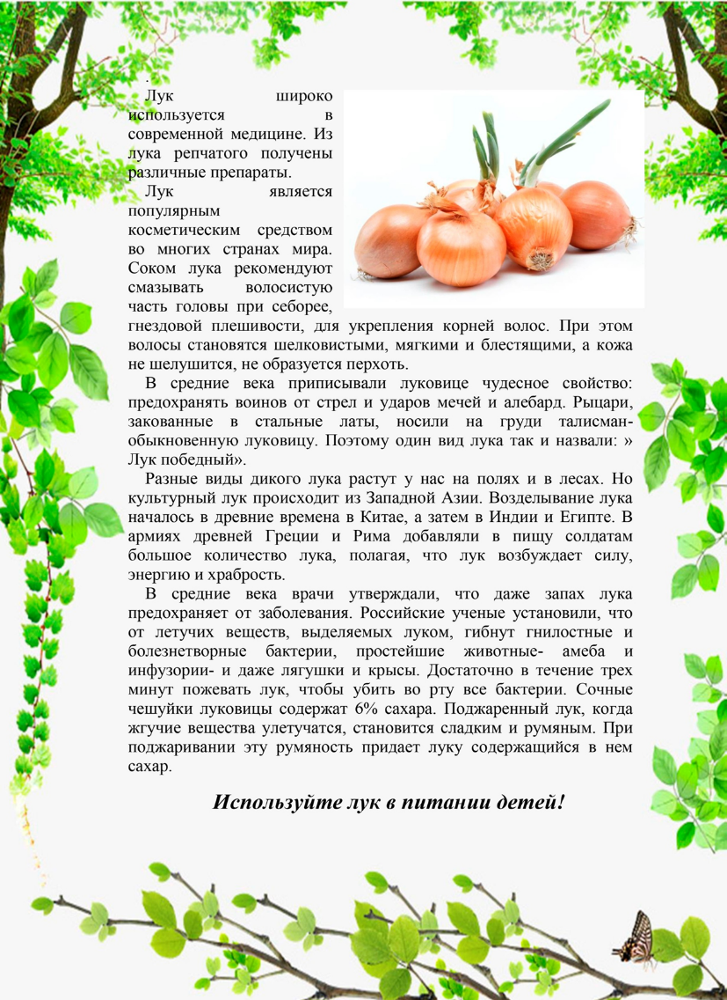 .
Лук широко
используется в
современной медицине. Из
лука репчатого получены
различные препараты.
Лук является
популярным
косметическим средством
во многих странах мира.
Соком лука рекомендуют
смазывать волосистую
часть головы при себорее,
гнездовой плешивости, для укрепления корней волос. При этом
волосы становятся шелковистыми, мягкими и блестящими, а кожа
не шелушится, не образуется перхоть.
В средние века приписывали луковице чудесное свойство:
предохранять воинов от стрел и ударов мечей и алебард. Рыцари,
закованные в стальные латы, носили на груди талисман-
обыкновенную луковицу. Поэтому один вид лука так и назвали: »
Лук победный».
Разные виды дикого лука растут у нас на полях и в лесах. Но
культурный лук происходит из Западной Азии. Возделывание лука
началось в древние времена в Китае, а затем в Индии и Египте. В
армиях древней Греции и Рима добавляли в пищу солдатам
большое количество лука, полагая, что лук возбуждает силу,
энергию и храбрость.
В средние века врачи утверждали, что даже запах лука
предохраняет от заболевания. Российские ученые установили, что
от летучих веществ, выделяемых луком, гибнут гнилостные и
болезнетворные бактерии, простейшие животные- амеба и
инфузории- и даже лягушки и крысы. Достаточно в течение трех
минут пожевать лук, чтобы убить во рту все бактерии. Сочные
чешуйки луковицы содержат 6% сахара. Поджаренный лук, когда
жгучие вещества улетучатся, становится сладким и румяным. При
поджаривании эту румяность придает луку содержащийся в нем
сахар.
Используйте лук в питании детей!